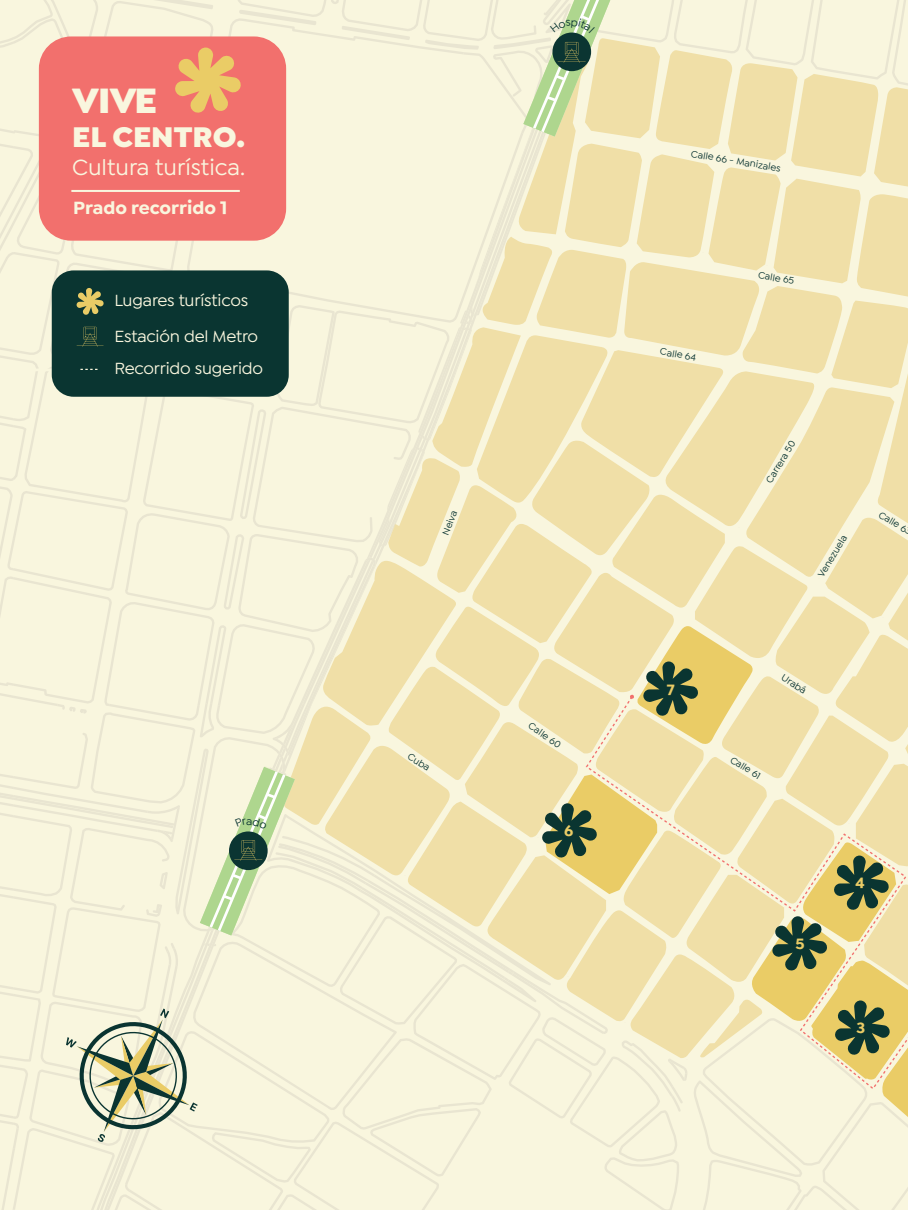 Hospital
VIVE
EL CENTRO.
Cultura turística.
Prado recorrido 1
Calle 66 - Manizales
Lugares turísticos
Estación del Metro
Recorrido sugerido
Calle 65
Calle 64
Carrera 50
Neiva
Calle 63
Venezuela
7
Urabá
Calle 60
Calle 61
Cuba
Prado
6
4
5
3
N
W
E
S